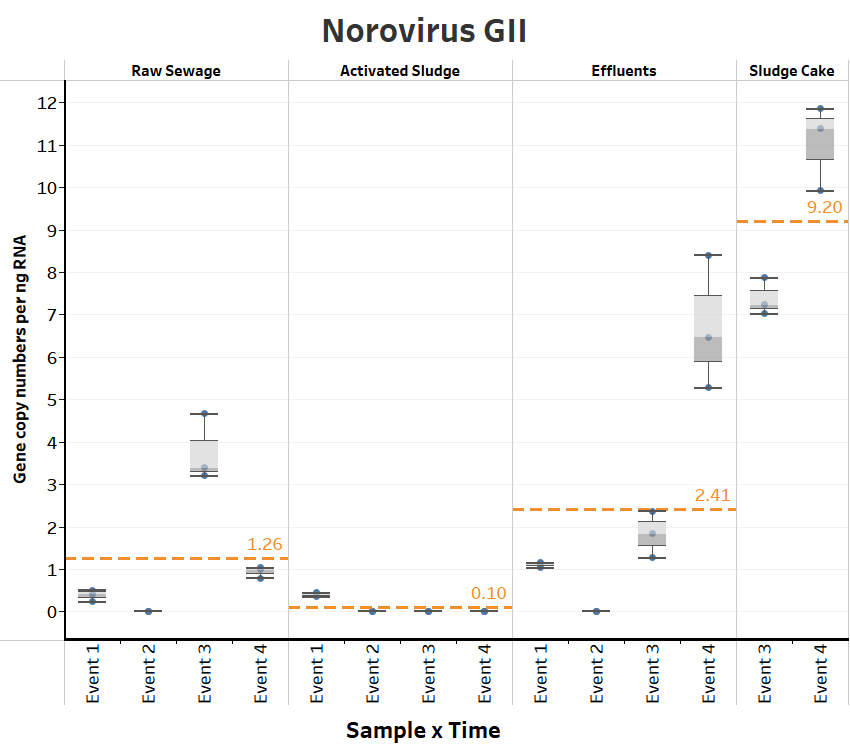 Norovirus GII
Raw Sewage
Activated Sludge
Effluents
Sludge Cake
Gene copy numbers per ng RNA
12
11
10
9
8
7
6
5
4
3
2
1
0
1.26
0.10
2.41
9.20
Event 1
Event 2
Event 3
Event 4
Event 1
Event 2
Event 3
Event 4
Event 1
Event 2
Event 3
Event 4
Event 3
Event 4
Sample x Time